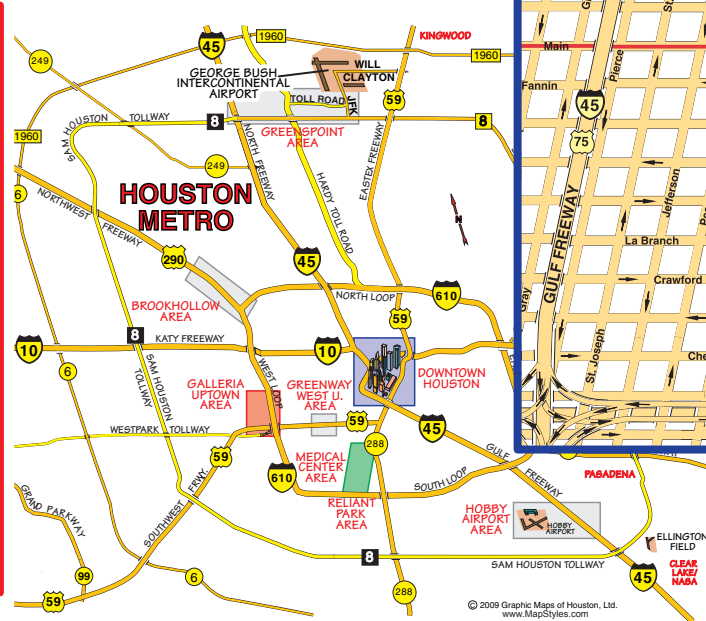 1960
KINGWOOD
45
249
GEORGE BUSH
INTERCONTINENTAL
AIRPORT
WILL
CLAYTON
1960
59
TOLL ROAD
JFK
SAM HOUSTON TOLLWAY
8
8
GREENSPOINT
AREA
1960
249
NORTH FREEWAY
EASTEX FREEWAY
HARDY TOLL ROAD
6
HOUSTON
METRO
NORTHWEST FREEWAY
N
290
45
NORTH LOOP
610
BROOKHOLLOW
AREA
59
8
KATY FREEWAY
10
10
6
SAM HOUSTON
TOLLWAY
WEST LOOP
GALLERIA
UPTOWN
AREA
GREENWAY
WEST U.
AREA
DOWNTOWN
HOUSTON
WESTPARK TOLLWAY
59
45
288
59
GULF FREEWAY
MEDICAL
CENTER
AREA
610
SOUTH LOOP
SOUTHWEST FRWY.
RELIANT
PARK
AREA
PASADENA
GRAND PARKWAY
HOBBY
AIRPORT
AREA
HOBBY
AIRPORT
ELLINGTON
FIELD
8
SAM HOUSTON TOLLWAY
CLEAR
LAKE/
NASA
45
99
6
59
288
© 2009 Graphic Maps of Houston, Ltd.
www.MapStyles.com
Main
Pierce
Fannin
45
75
GULF FREEWAY
Jefferson
La Branch
Crawford
Gray
St. Joseph
Che